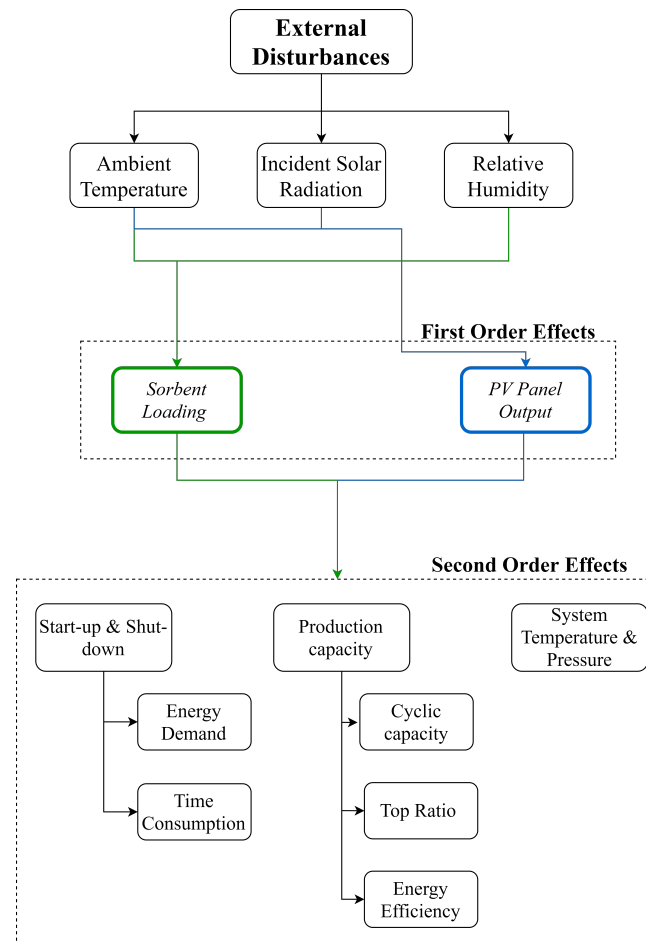 External
Disturbances
Ambient
Temperature
Incident Solar
Radiation
Relative
Humidity
First Order Effects
Sorbent
Loading
PV Panel
Output
Second Order Effects
Start-up & Shut-
down
Production
capacity
System
Temperature &
Pressure
Energy
Demand
Cyclic
capacity
Time
Consumption
Top Ratio
Energy
Efficiency